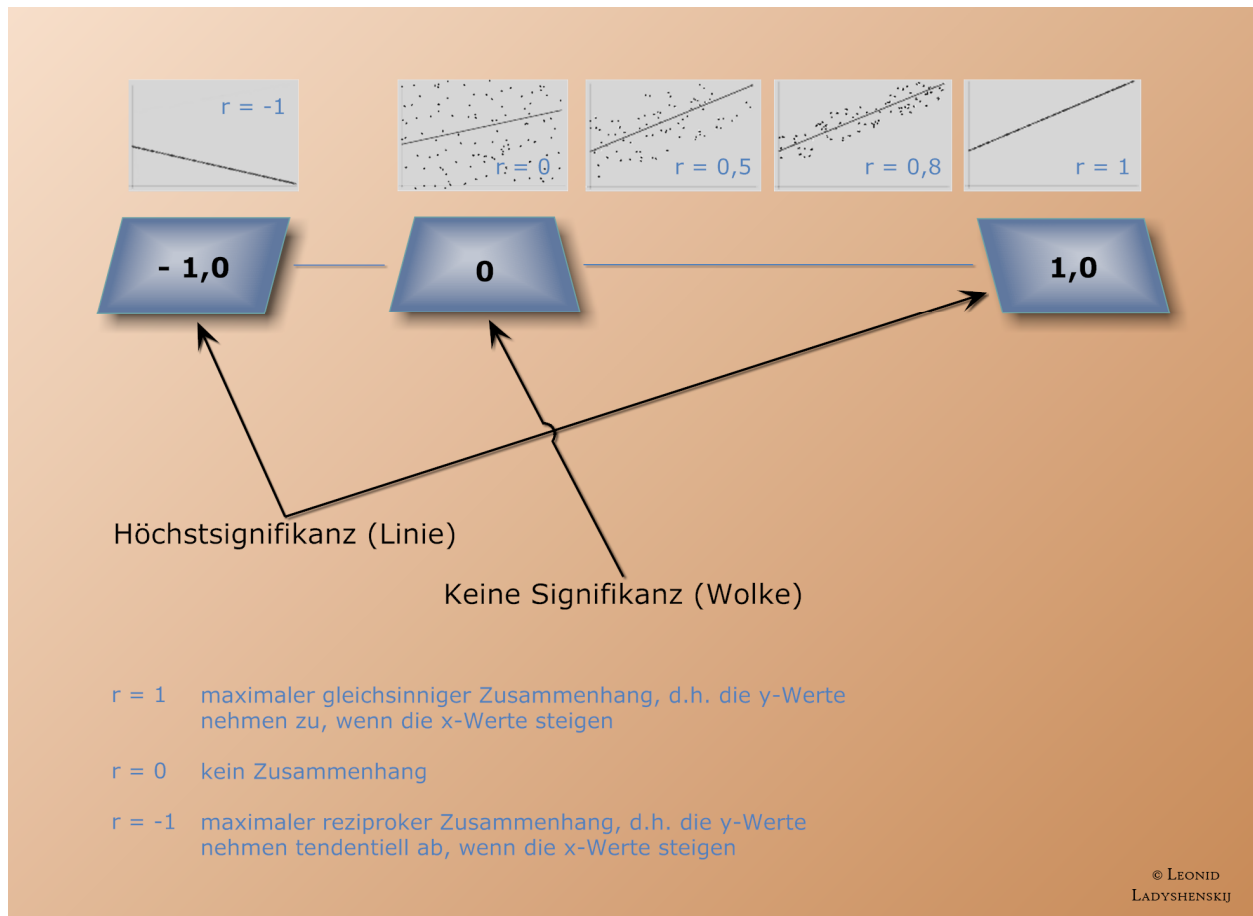 r = -1
r = 0
r = 0,5
r = 0,8
r = 1
- 1,0
0
1,0
Höchstsignifikanz (Linie)
Keine Signifikanz (Wolke)
r = 1 maximaler gleichsinniger Zusammenhang, d.h. die y-Werte
nehmen zu, wenn die x-Werte steigen
r = 0 kein Zusammenhang
r = -1 maximaler reziproker Zusammenhang, d.h. die y-Werte
nehmen tendentiell ab, wenn die x-Werte steigen
© LEONID
LADYSHENSKIJ